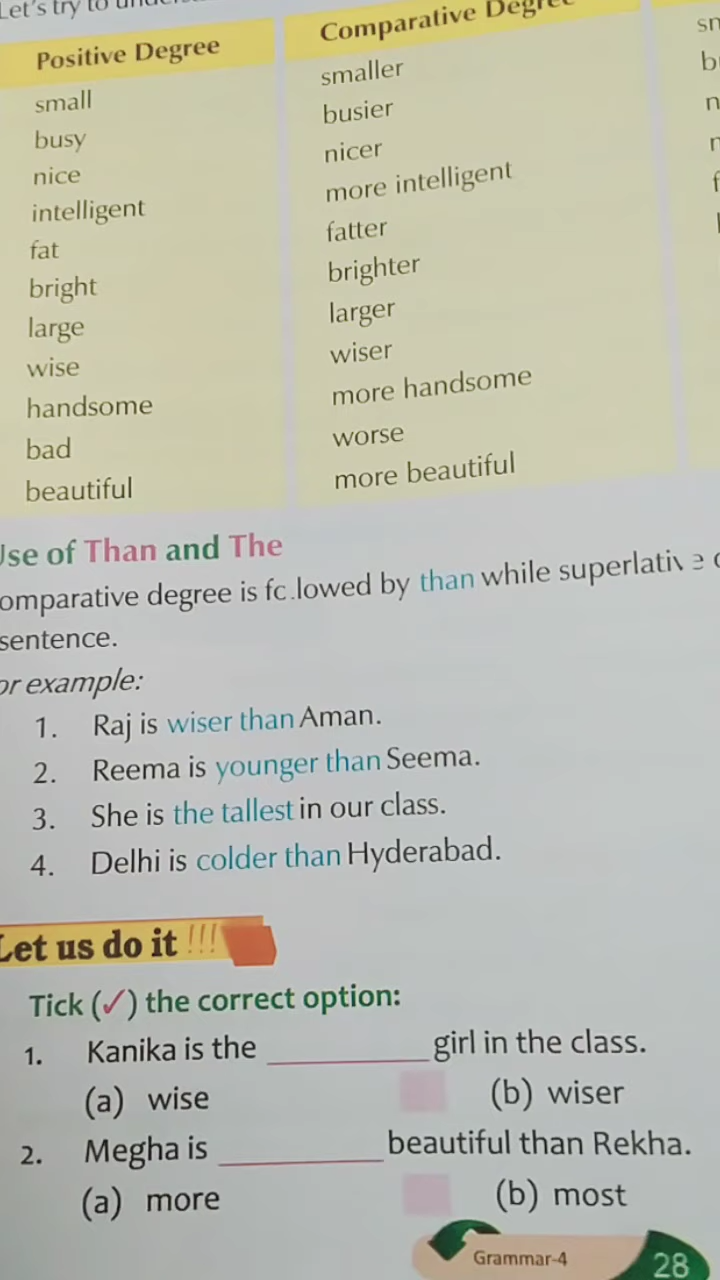 Let's try to
Positive Degree Comparative Degree
small smaller
busy busier
nice nicer
intelligent more intelligent
fat fatter
bright brighter
large larger
wise wiser
handsome more handsome
bad worse
beautiful more beautiful
Use of Than and The
omparative degree is fc.lowed by than while superlative
sentence.
or example:
1. Raj is wiser than Aman.
2. Reema is younger than Seema.
3. She is the tallest in our class.
4. Delhi is colder than Hyderabad.
Let us do it !!!
Tick (✓) the correct option:
1. Kanika is the ________ girl in the class.
(a) wise (b) wiser
2. Megha is ________ beautiful than Rekha.
(a) more (b) most
Grammar-4 28